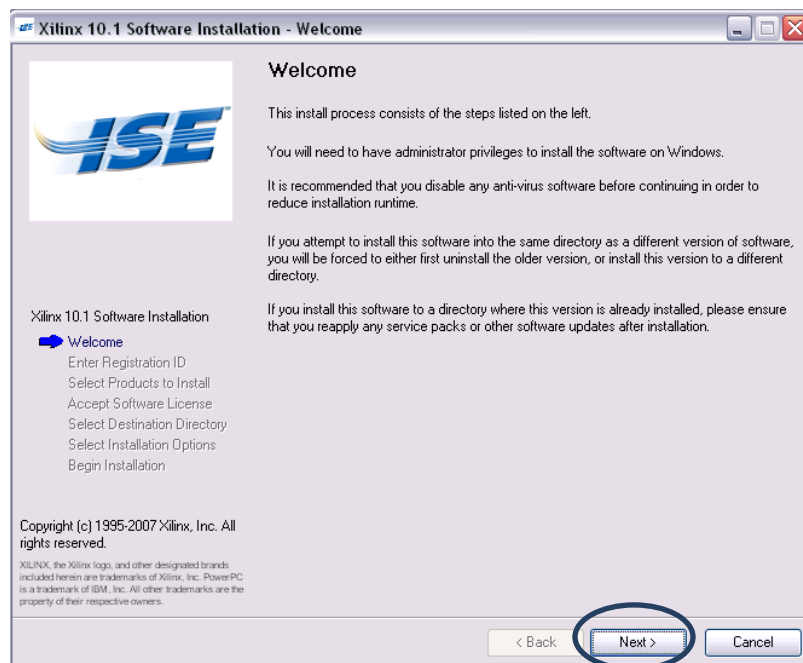 Xilinx 10.1 Software Installation - Welcome
ISE
Welcome
This install process consists of the steps listed on the left.
You will need to have administrator privileges to install the software on Windows.
It is recommended that you disable any anti-virus software before continuing in order to
reduce installation runtime.
If you attempt to install this software into the same directory as a different version of software,
you will be forced to either first uninstall the older version, or install this version to a different
directory.
If you install this software to a directory where this version is already installed, please ensure
that you reapply any service packs or other software updates after installation.
Xilinx 10.1 Software Installation
Welcome
Enter Registration ID
Select Products to Install
Accept Software License
Select Destination Directory
Select Installation Options
Begin Installation
Copyright (c) 1995-2007 Xilinx, Inc. All
rights reserved.
XILINX, the Xilinx logo, and other designated brands
included herein are trademarks of Xilinx, Inc. PowerPC
is a trademark of IBM, Inc. All other trademarks are the
property of their respective owners.
< Back
Next >
Cancel